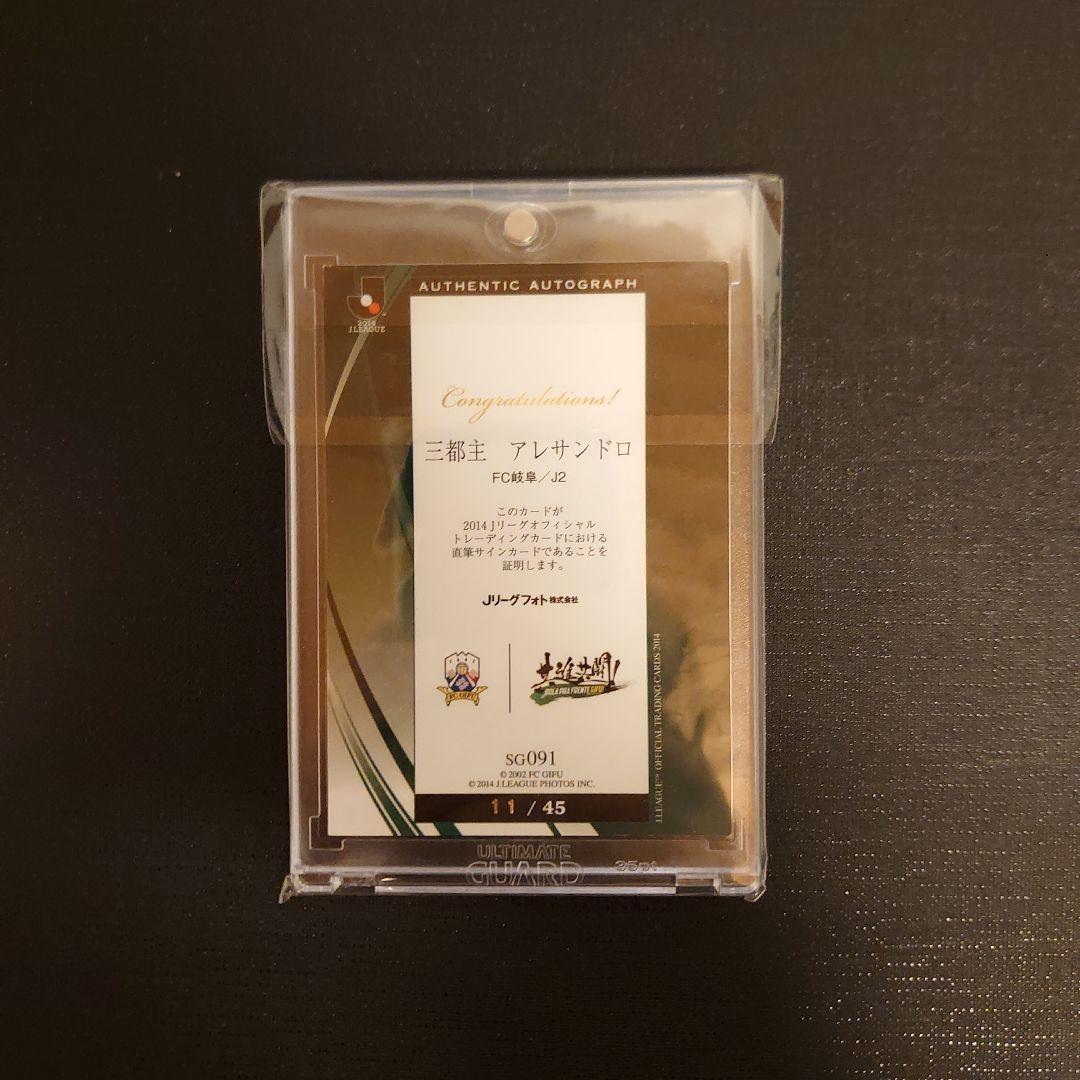 AUTHENTIC AUTOGRAPH
2014
J.LEAGUE
Congratulations!
三都主 アレサンドロ
FC岐阜／J2
このカードが
2014 Jリーグオフィシャル
トレーディングカードにおける
直筆サインカードであることを
証明します。
Jリーグフォト株式会社
FC GIFU
BOLA PRA FRENTE GIFU!
SG091
© 2002 FC GIFU
© 2014 J.LEAGUE PHOTOS INC.
11 / 45
J.LEAGUE™ OFFICIAL TRADING CARDS 2014
ULTIMATE
GUARD
35pt